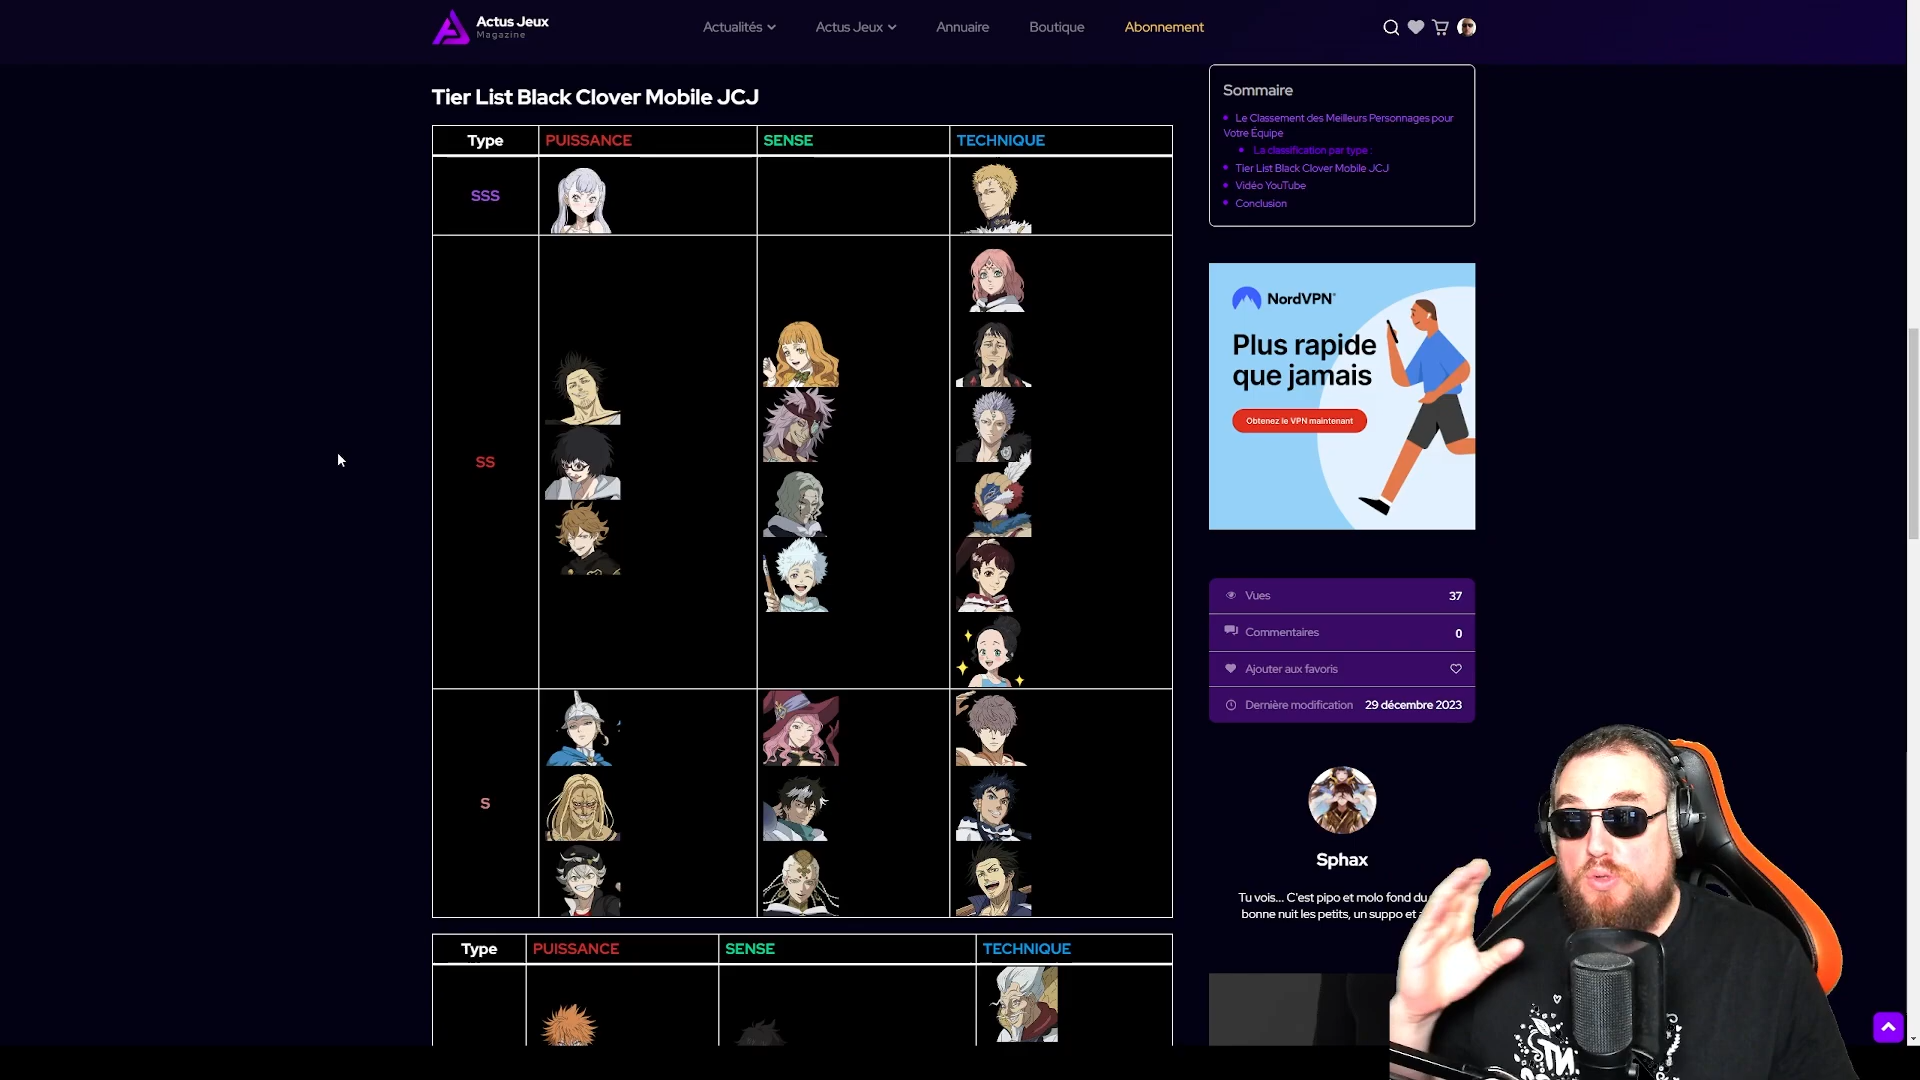 Actus Jeux
Magazine
Actualités
Actus Jeux
Annuaire
Boutique
Abonnement
Tier List Black Clover Mobile JCJ
Type PUISSANCE SENSE TECHNIQUE
SSS
SS
S
Type PUISSANCE SENSE TECHNIQUE
Sommaire
Le Classement des Meilleurs Personnages pour
Votre Équipe
La classification par type :
Tier List Black Clover Mobile JCJ
Vidéo YouTube
Conclusion
NordVPN®
Plus rapide
que jamais
Obtenez le VPN maintenant
Vues 37
Commentaires 0
Ajouter aux favoris
Dernière modification 29 décembre 2023
Sphax
Tu vois... C'est pipo et molo fond du
bonne nuit les petits, un suppo et